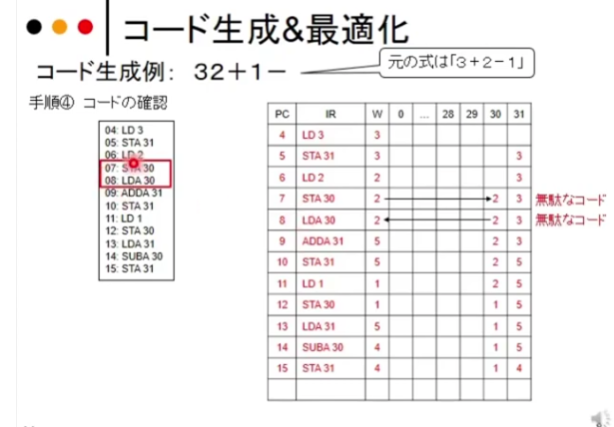 コード生成&最適化
コード生成例: 32+1−
元の式は「3+2−1」
手順④ コードの確認
04: LD 3
05: STA 31
06: LD 2
07: STA 30
08: LDA 30
09: ADDA 31
10: STA 31
11: LD 1
12: STA 30
13: LDA 31
14: SUBA 30
15: STA 31
PC IR W 0 ... 28 29 30 31
4 LD 3 3
5 STA 31 3 3
6 LD 2 2 3
7 STA 30 2 2 3 無駄なコード
8 LDA 30 2 2 3 無駄なコード
9 ADDA 31 5 2 3
10 STA 31 5 2 5
11 LD 1 1 2 5
12 STA 30 1 1 5
13 LDA 31 5 1 5
14 SUBA 30 4 1 5
15 STA 31 4 1 4